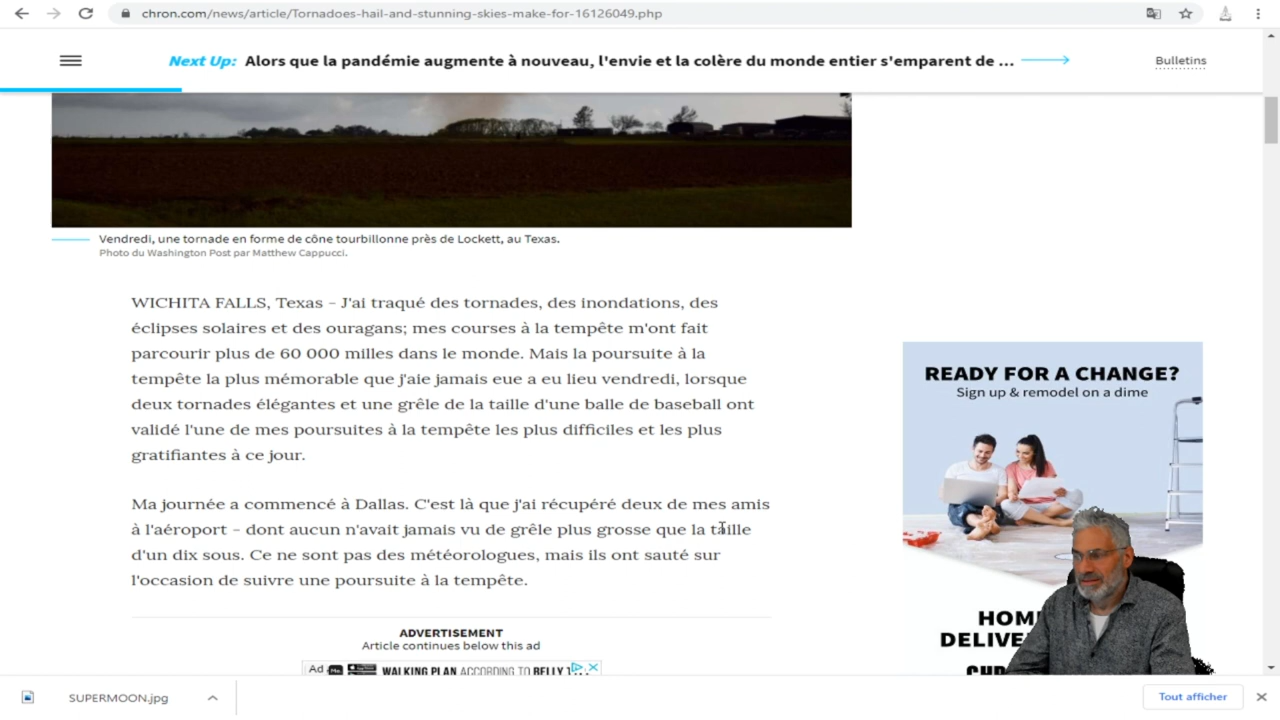 chron.com/news/article/Tornadoes-hail-and-stunning-skies-make-for-16126049.php
Next Up: Alors que la pandémie augmente à nouveau, l'envie et la colère du monde entier s'emparent de ...
Bulletins
Vendredi, une tornade en forme de cône tourbillonne près de Lockett, au Texas.
Photo du Washington Post par Matthew Cappucci.
WICHITA FALLS, Texas - J'ai traqué des tornades, des inondations, des
éclipses solaires et des ouragans; mes courses à la tempête m'ont fait
parcourir plus de 60 000 milles dans le monde. Mais la poursuite à la
tempête la plus mémorable que j'aie jamais eue a eu lieu vendredi, lorsque
deux tornades élégantes et une grêle de la taille d'une balle de baseball ont
validé l'une de mes poursuites à la tempête les plus difficiles et les plus
gratifiantes à ce jour.
Ma journée a commencé à Dallas. C'est là que j'ai récupéré deux de mes amis
à l'aéroport - dont aucun n'avait jamais vu de grêle plus grosse que la taille
d'un dix sous. Ce ne sont pas des météorologues, mais ils ont sauté sur
l'occasion de suivre une poursuite à la tempête.
ADVERTISEMENT
Article continues below this ad
Ad
WALKING PLAN ACCORDING TO BELLY
READY FOR A CHANGE?
Sign up & remodel on a dime
SUPERMOON.jpg
Tout afficher